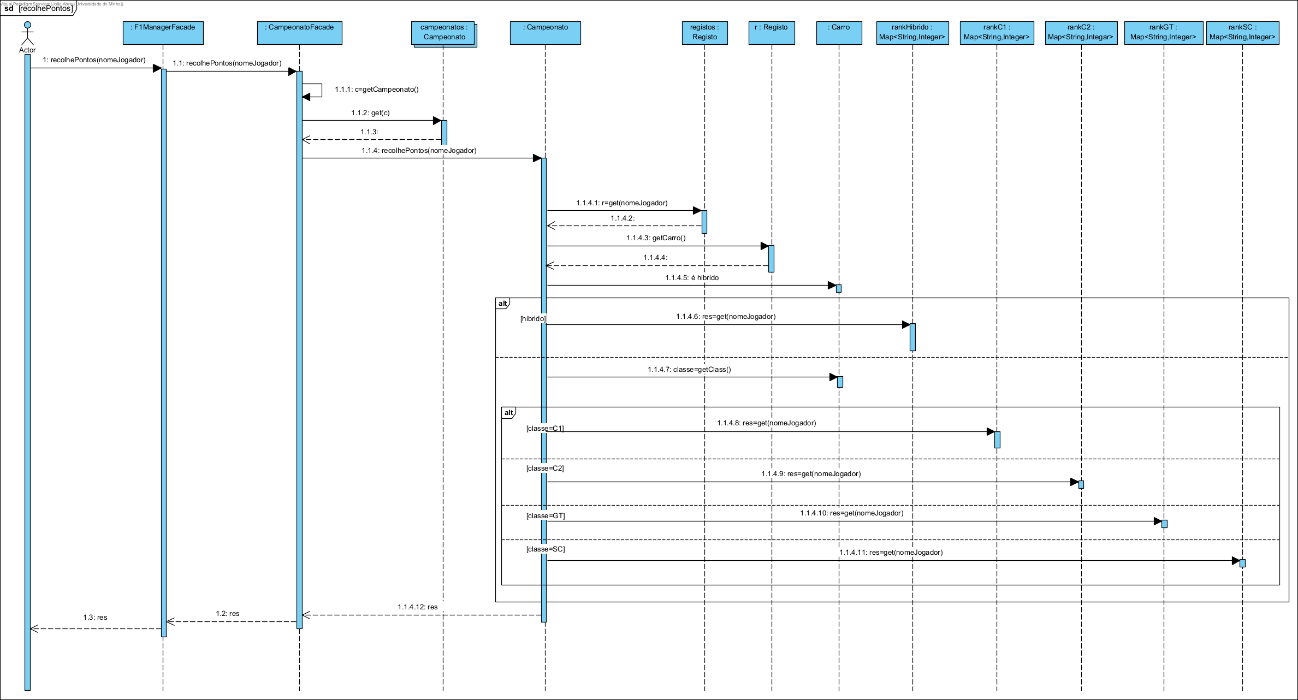 sd [recolhePontos]
Actor
: F1ManagerFacade
: CampeonatoFacade
campeonatos :
Campeonato
: Campeonato
registos :
Registo
r : Registo
: Carro
rankHibrido :
Map<String,Integer>
rankC1 :
Map<String,Integer>
rankC2 :
Map<String,Integar>
rankGT :
Map<String,Integer>
rankSC :
Map<String,Integer>
1: recolhePontos(nomeJogador)
1.1: recolhePontos(nomeJogador)
1.1.1: c=getCampeonato()
1.1.2: get(c)
1.1.3:
1.1.4: recolhePontos(nomeJogador)
1.1.4.1: r=get(nomeJogador)
1.1.4.2:
1.1.4.3: getCarro()
1.1.4.4:
1.1.4.5: é hibrido
alt
[hibrido]
1.1.4.6: res=get(nomeJogador)
1.1.4.7: classe=getClass()
alt
[classe=C1]
1.1.4.8: res=get(nomeJogador)
[classe=C2]
1.1.4.9: res=get(nomeJogador)
[classe=GT]
1.1.4.10: res=get(nomeJogador)
[classe=SC]
1.1.4.11: res=get(nomeJogador)
1.1.4.12: res
1.2: res
1.3: res